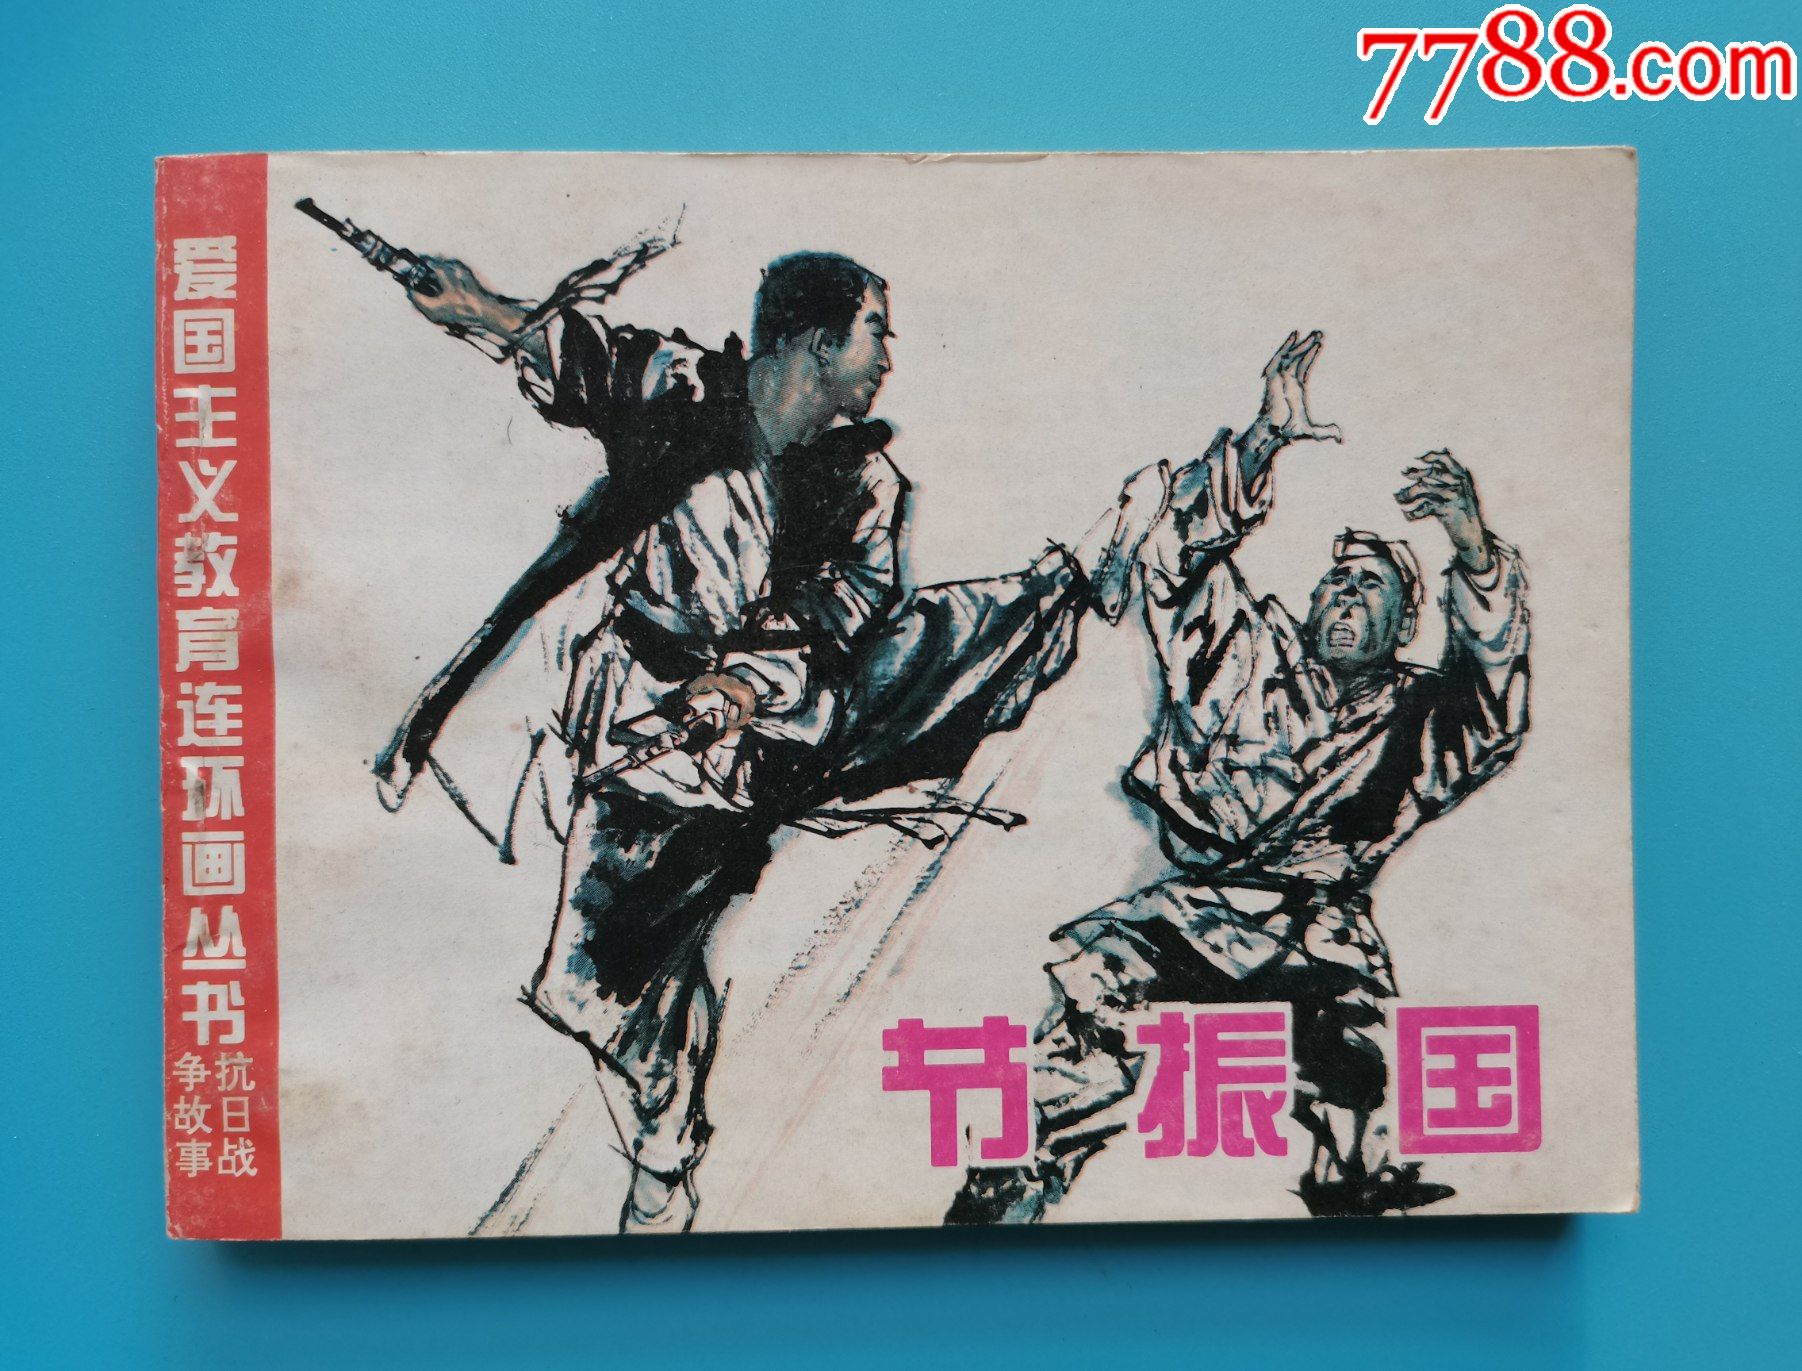 7788.com
爱国主义教育连环画丛书
抗日战
争故事
节振国